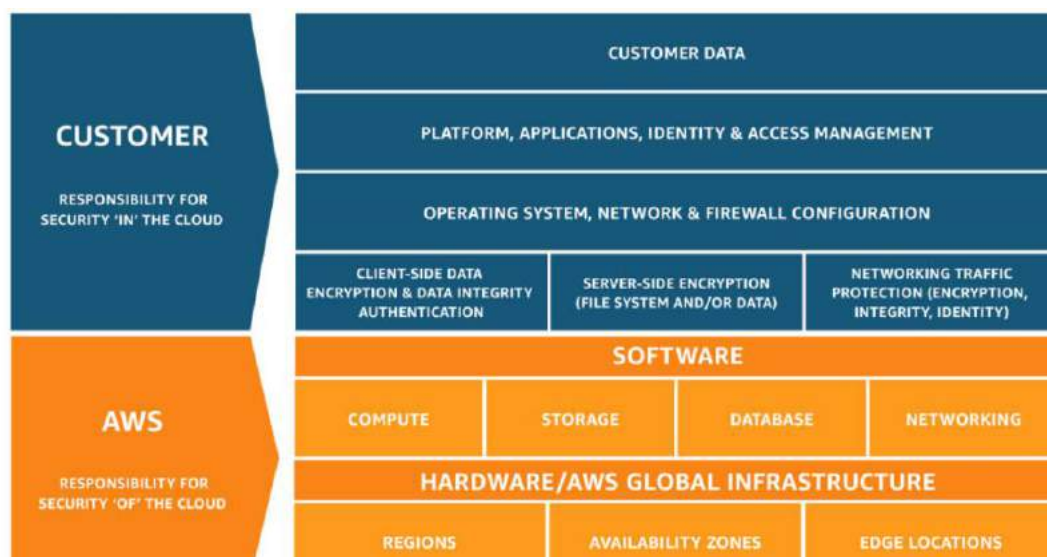 CUSTOMER
RESPONSIBILITY FOR
SECURITY ‘IN’ THE CLOUD
CUSTOMER DATA
PLATFORM, APPLICATIONS, IDENTITY & ACCESS MANAGEMENT
OPERATING SYSTEM, NETWORK & FIREWALL CONFIGURATION
CLIENT-SIDE DATA
ENCRYPTION & DATA INTEGRITY
AUTHENTICATION
SERVER-SIDE ENCRYPTION
(FILE SYSTEM AND/OR DATA)
NETWORKING TRAFFIC
PROTECTION (ENCRYPTION,
INTEGRITY, IDENTITY)
AWS
RESPONSIBILITY FOR
SECURITY ‘OF’ THE CLOUD
SOFTWARE
COMPUTE
STORAGE
DATABASE
NETWORKING
HARDWARE/AWS GLOBAL INFRASTRUCTURE
REGIONS
AVAILABILITY ZONES
EDGE LOCATIONS